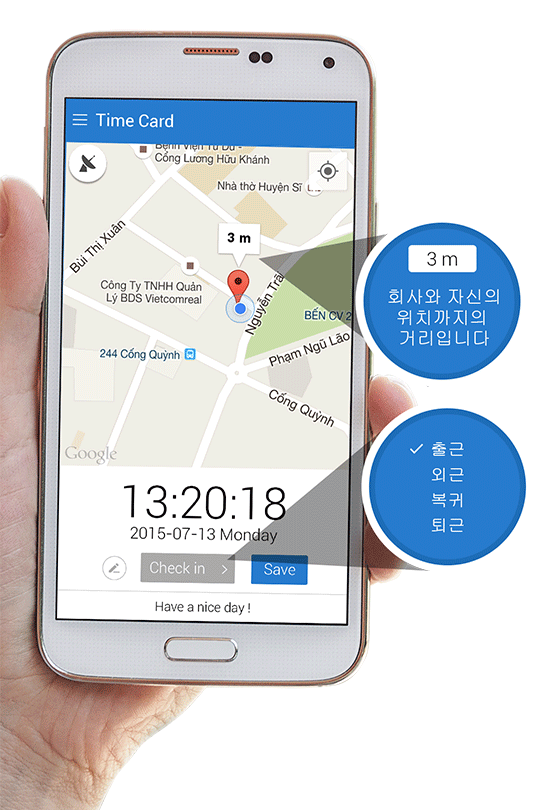 Time Card
Bệnh Viện Từ Dũ -
Cổng Lương Hữu Khánh
Nhà thờ Huyện Sĩ
3 m
Bùi Thị Xuân
Công Ty TNHH Quản
Lý BDS Vietcomreal
Nguyễn Trãi
BẾN CV 2
Phạm Ngũ Lão
244 Cống Quỳnh
Cống Quỳnh
Google
13:20:18
2015-07-13 Monday
Check in >
Save
Have a nice day !
3 m
회사와 자신의
위치까지의
거리입니다
✓ 출근
외근
복귀
퇴근